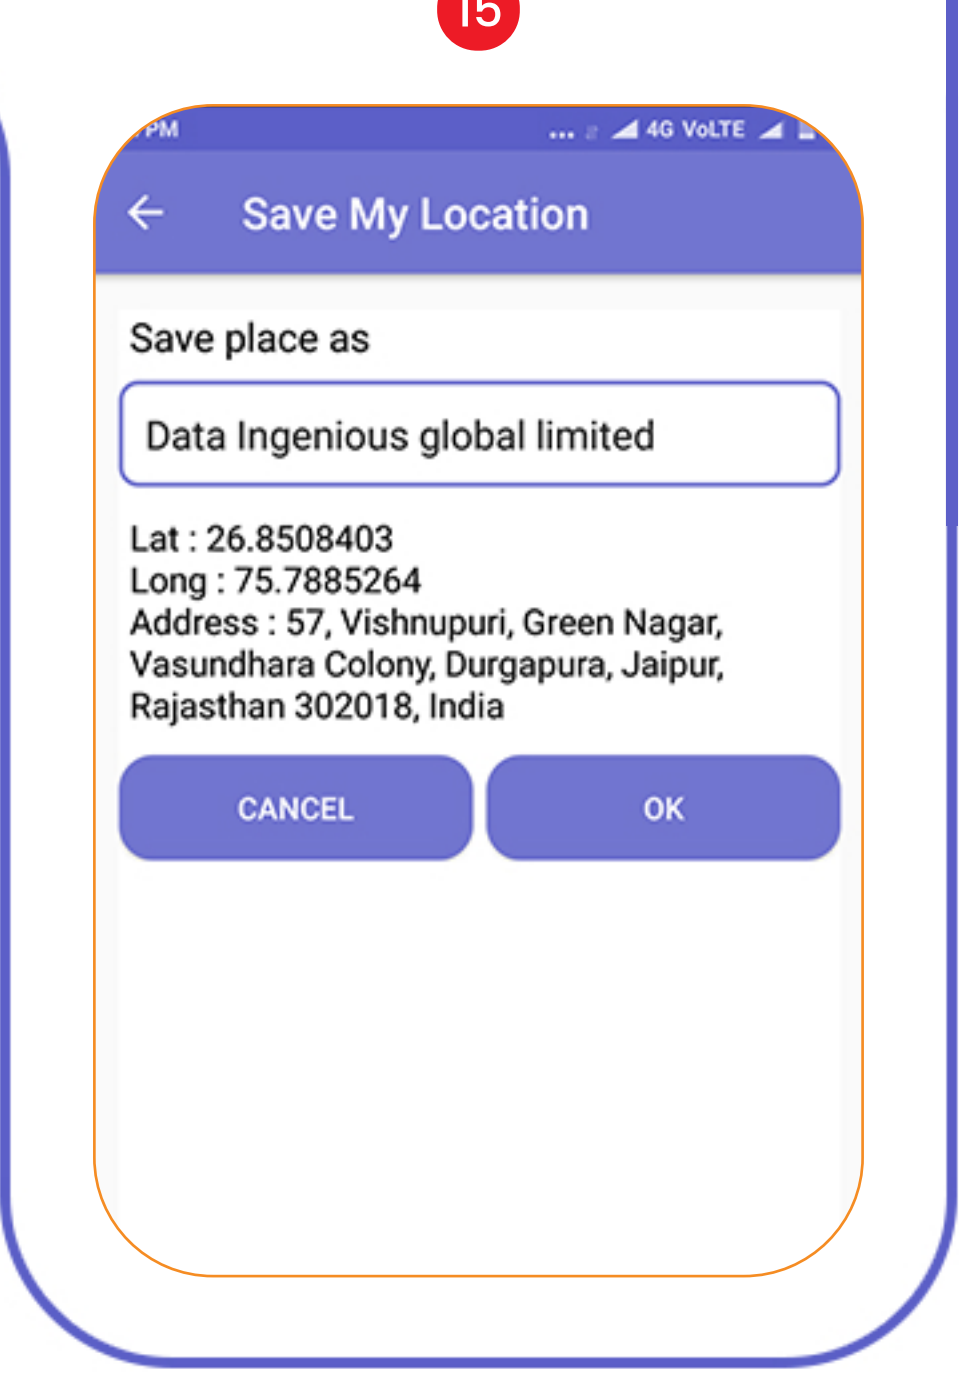 15
PM
... 4G VoLTE
Save My Location
Save place as
Data Ingenious global limited
Lat : 26.8508403
Long : 75.7885264
Address : 57, Vishnupuri, Green Nagar,
Vasundhara Colony, Durgapura, Jaipur,
Rajasthan 302018, India
CANCEL
OK